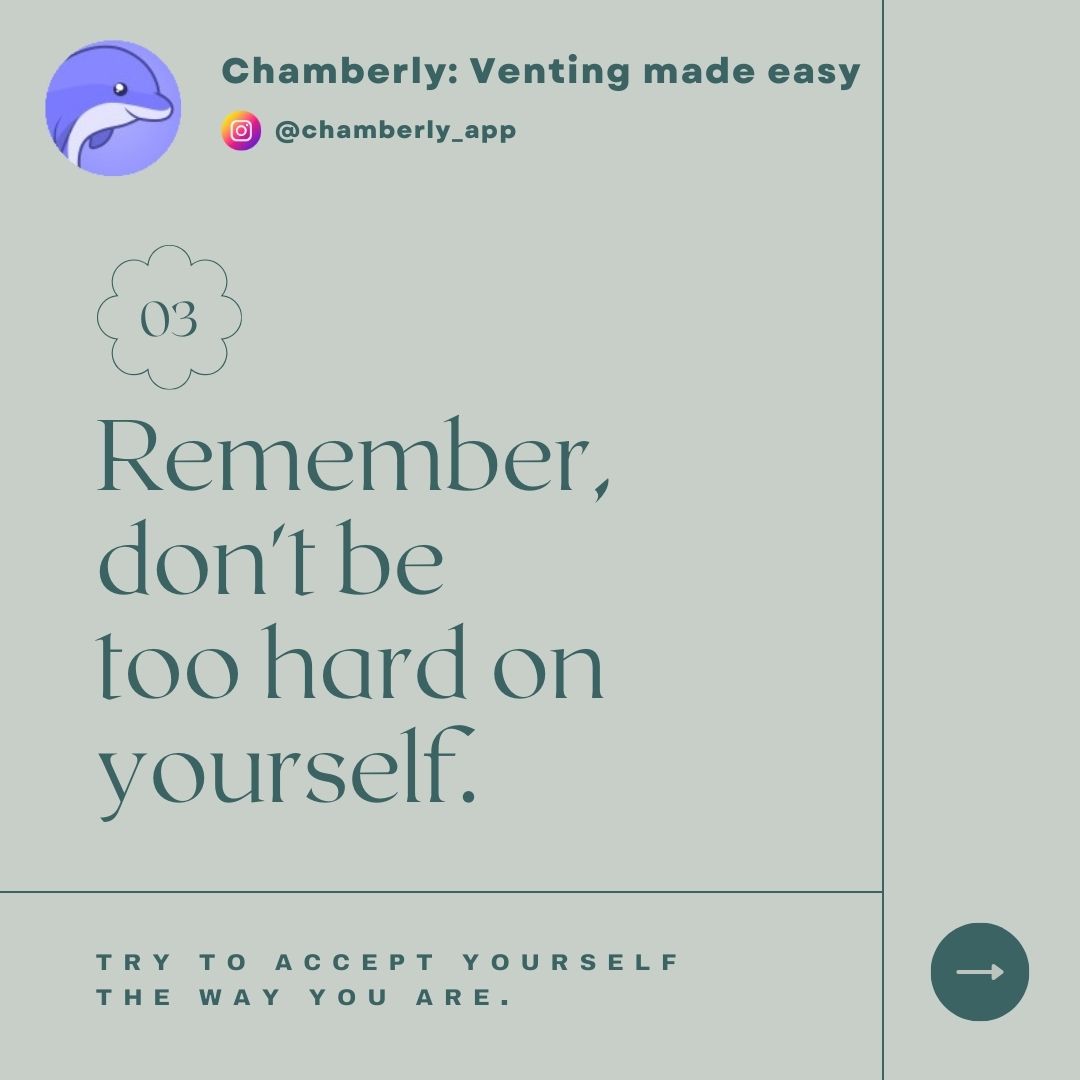 Chamberly: Venting made easy
@chamberly_app
03
Remember,
don't be
too hard on
yourself.
TRY TO ACCEPT YOURSELF
THE WAY YOU ARE.